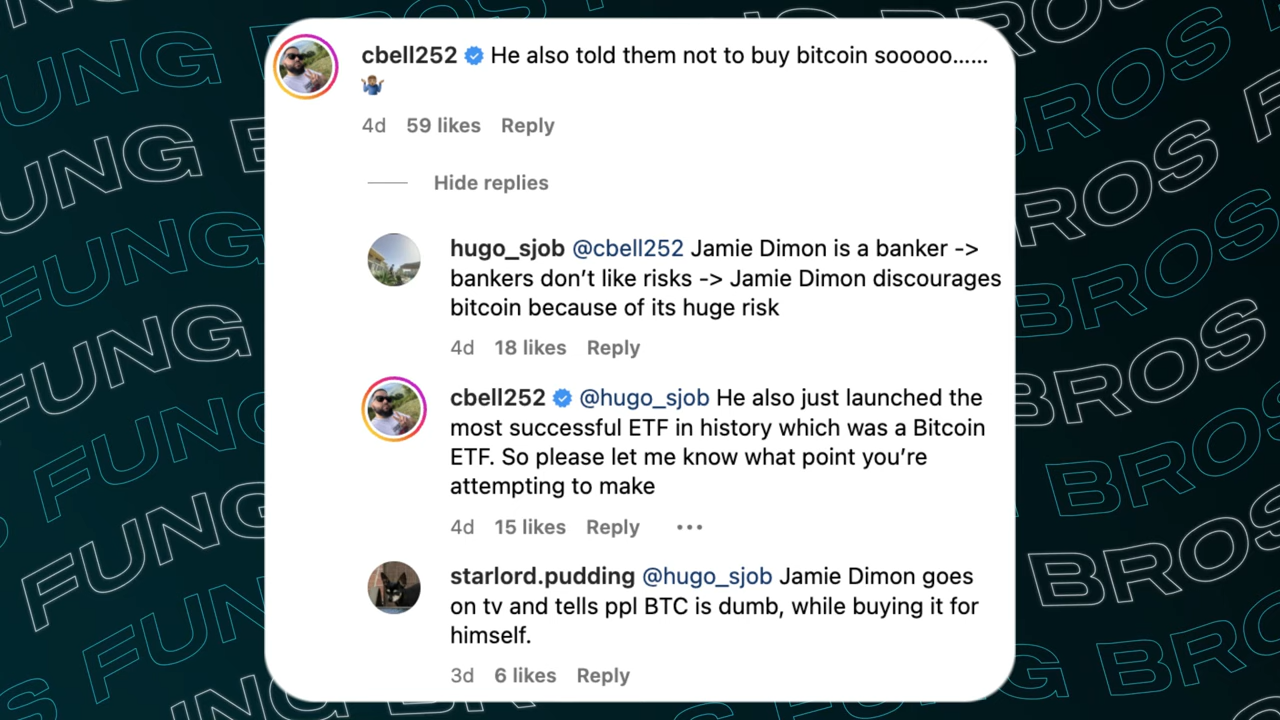 cbell252 He also told them not to buy bitcoin sooooo......
🤷🏽‍♂️
4d 59 likes Reply
Hide replies
hugo_sjob @cbell252 Jamie Dimon is a banker ->
bankers don’t like risks -> Jamie Dimon discourages
bitcoin because of its huge risk
4d 18 likes Reply
cbell252 @hugo_sjob He also just launched the
most successful ETF in history which was a Bitcoin
ETF. So please let me know what point you’re
attempting to make
4d 15 likes Reply •••
starlord.pudding @hugo_sjob Jamie Dimon goes
on tv and tells ppl BTC is dumb, while buying it for
himself.
3d 6 likes Reply
FUNG BROS